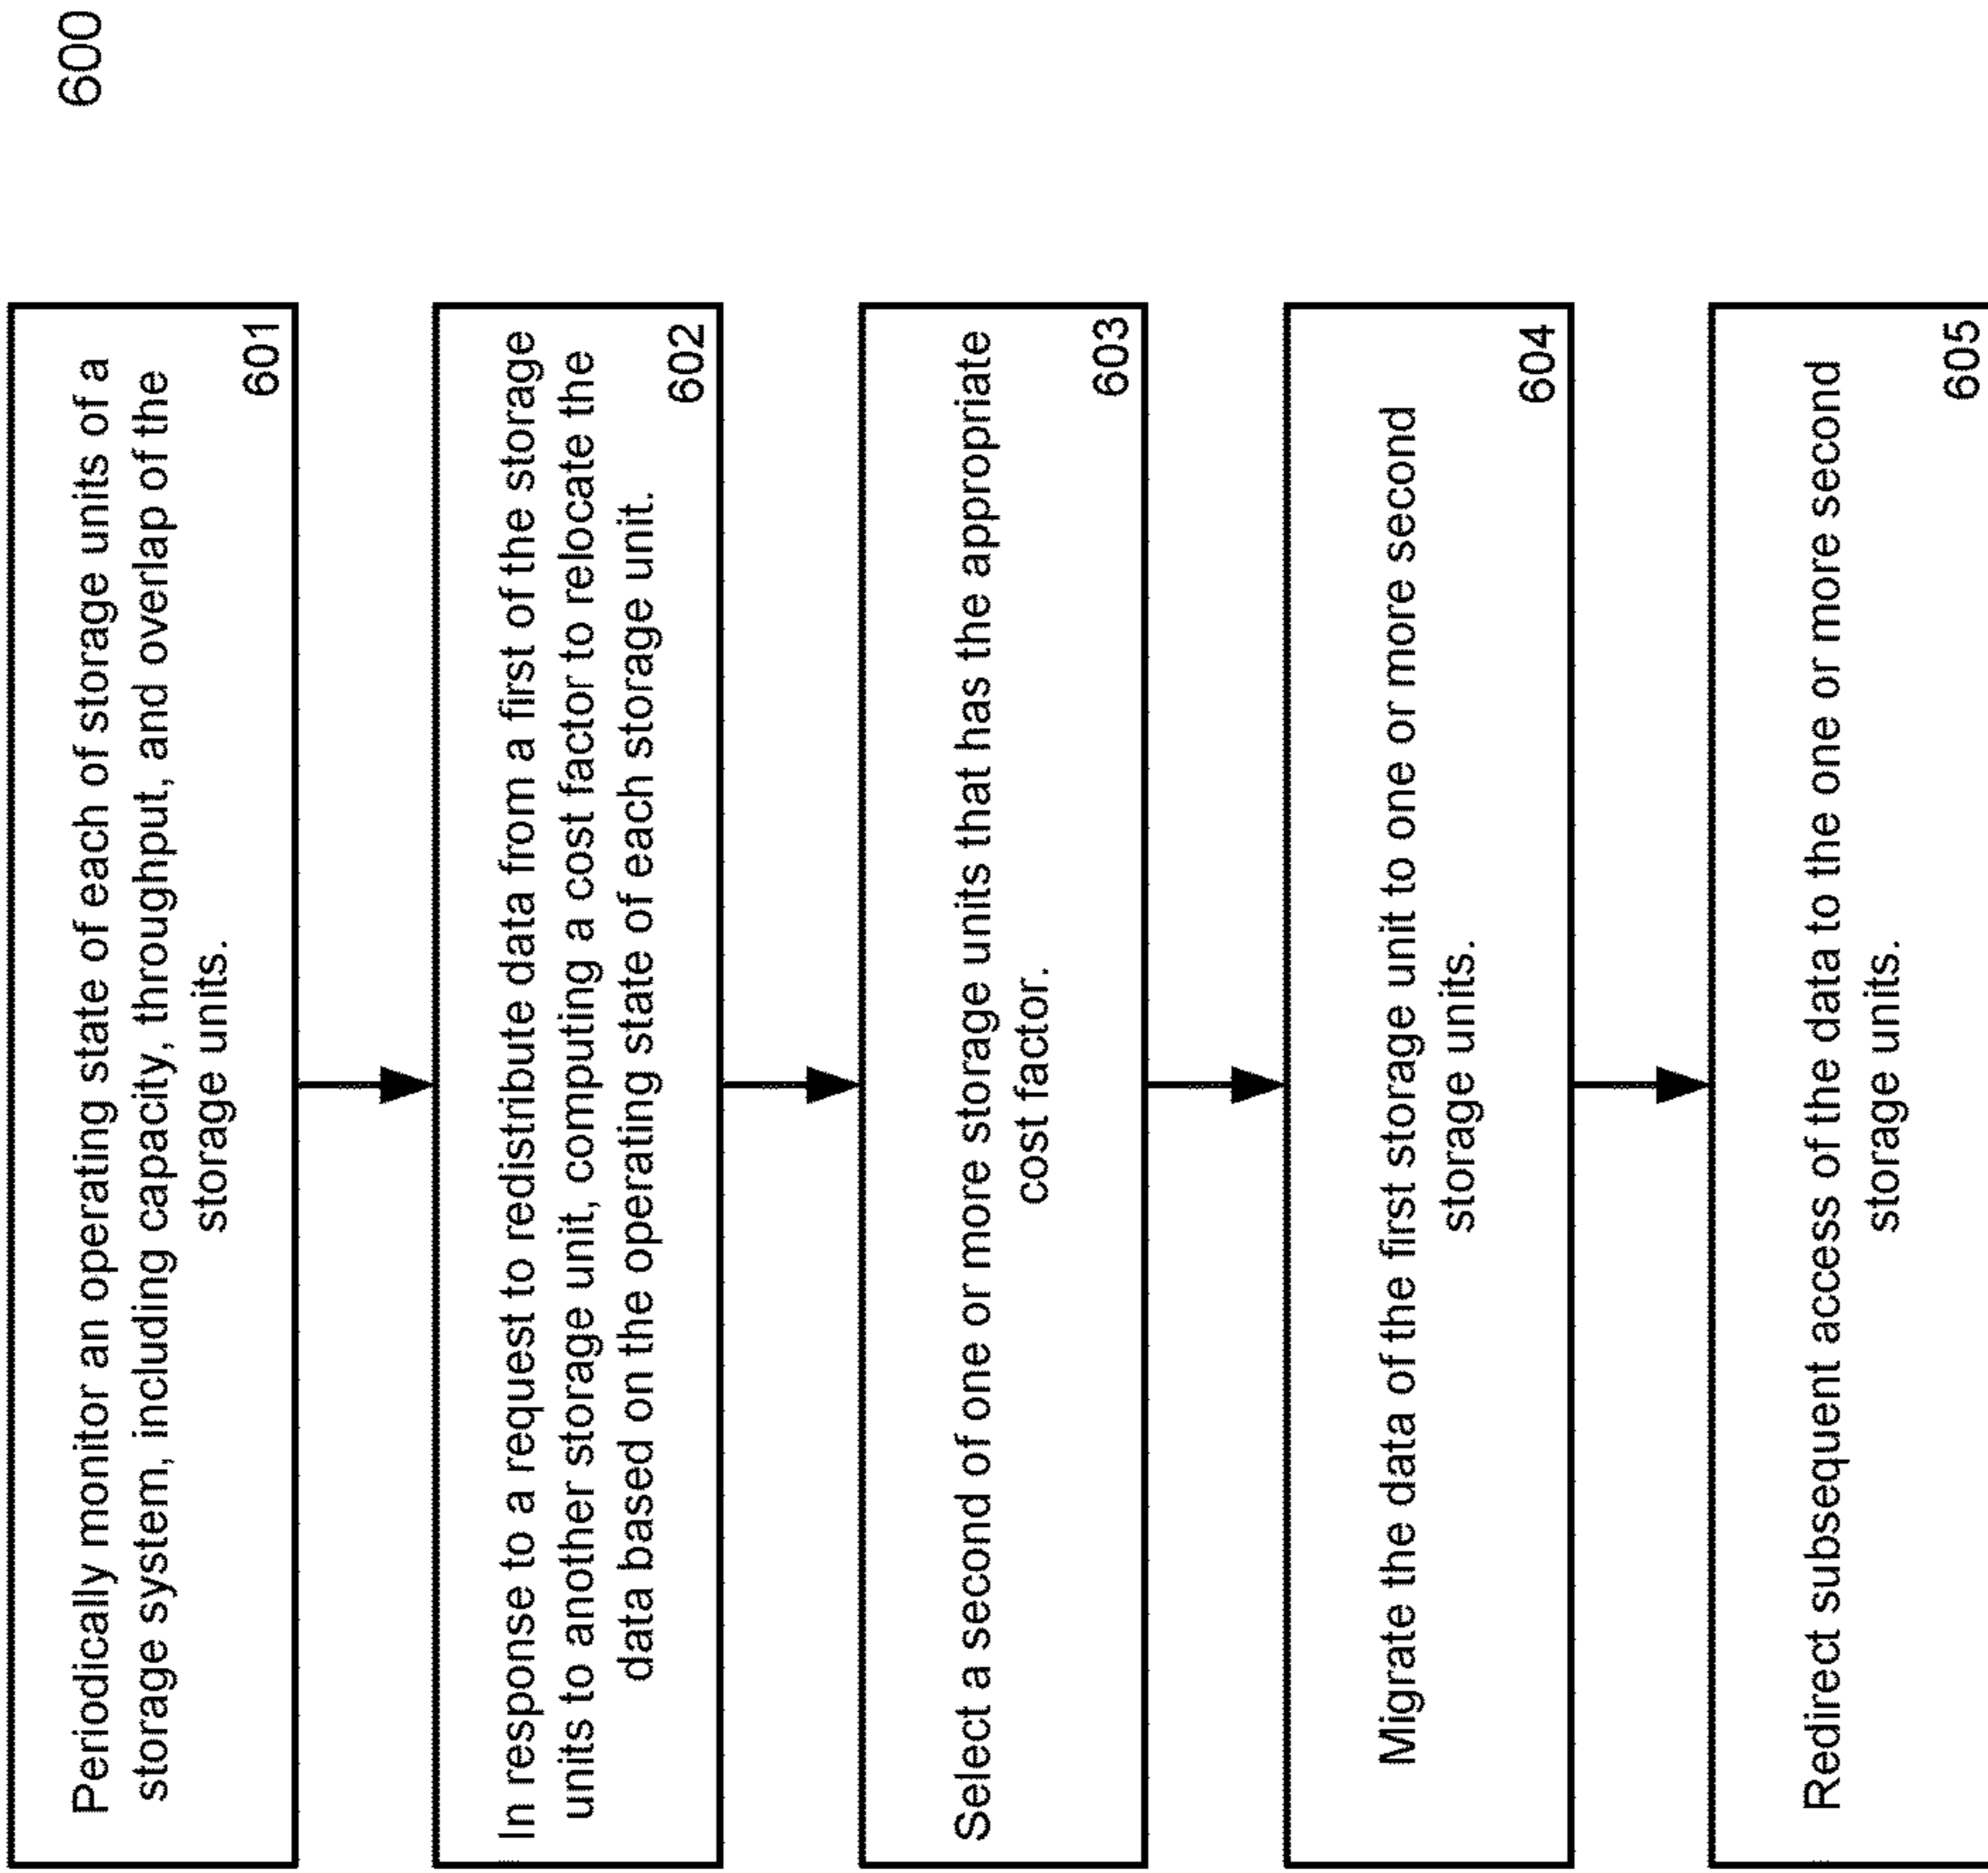 600
Periodically monitor an operating state of each of storage units of a
storage system, including capacity, throughput, and overlap of the
storage units.
601
In response to a request to redistribute data from a first of the storage
units to another storage unit, computing a cost factor to relocate the
data based on the operating state of each storage unit.
602
Select a second of one or more storage units that has the appropriate
cost factor.
603
Migrate the data of the first storage unit to one or more second
storage units.
604
Redirect subsequent access of the data to the one or more second
storage units.
605